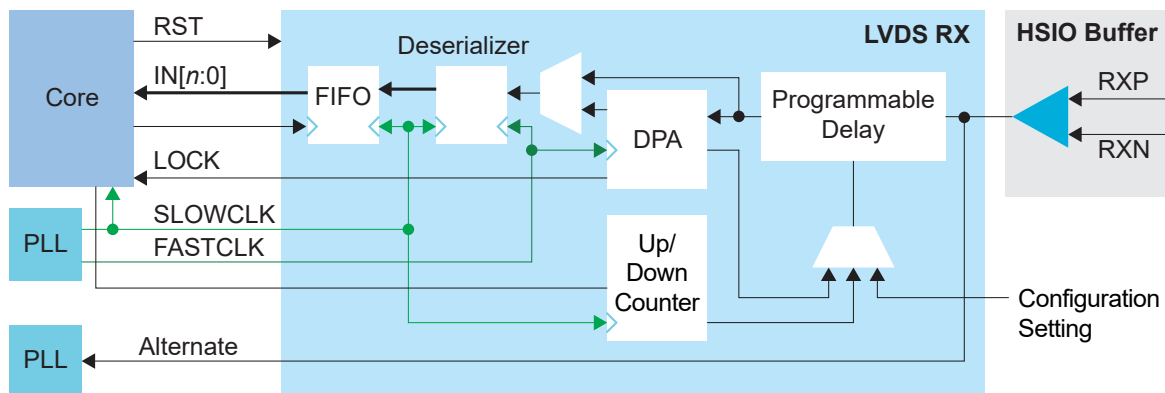 RST
LVDS RX
HSIO Buffer
Deserializer
IN[n:0]
Core
FIFO
RXP
Programmable
Delay
DPA
RXN
LOCK
SLOWCLK
PLL
FASTCLK
Up/
Down
Counter
Configuration
Setting
PLL
Alternate